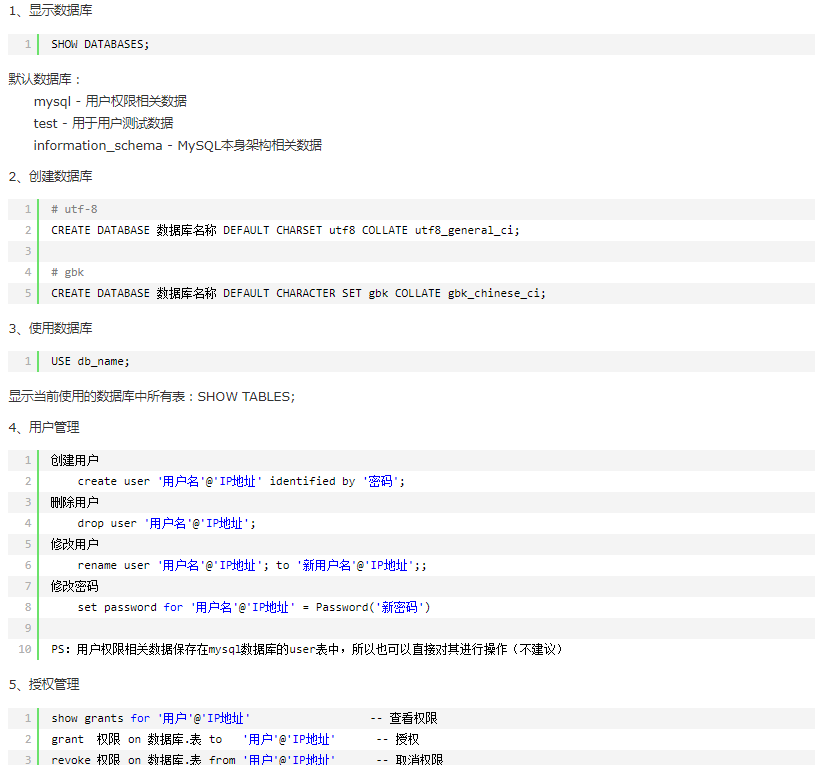 1、显示数据库
1 SHOW DATABASES;
默认数据库：
mysql - 用户权限相关数据
test - 用于用户测试数据
information_schema - MySQL本身架构相关数据
2、创建数据库
1 # utf-8
2 CREATE DATABASE 数据库名称 DEFAULT CHARSET utf8 COLLATE utf8_general_ci;
3
4 # gbk
5 CREATE DATABASE 数据库名称 DEFAULT CHARACTER SET gbk COLLATE gbk_chinese_ci;
3、使用数据库
1 USE db_name;
显示当前使用的数据库中所有表：SHOW TABLES;
4、用户管理
1 创建用户
2 create user '用户名'@'IP地址' identified by '密码';
3 删除用户
4 drop user '用户名'@'IP地址';
5 修改用户
6 rename user '用户名'@'IP地址'; to '新用户名'@'IP地址';;
7 修改密码
8 set password for '用户名'@'IP地址' = Password('新密码')
9
10 PS：用户权限相关数据保存在mysql数据库的user表中，所以也可以直接对其进行操作（不建议）
5、授权管理
1 show grants for '用户'@'IP地址' -- 查看权限
2 grant 权限 on 数据库.表 to '用户'@'IP地址' -- 授权
3 revoke 权限 on 数据库.表 from '用户'@'IP地址' -- 取消权限